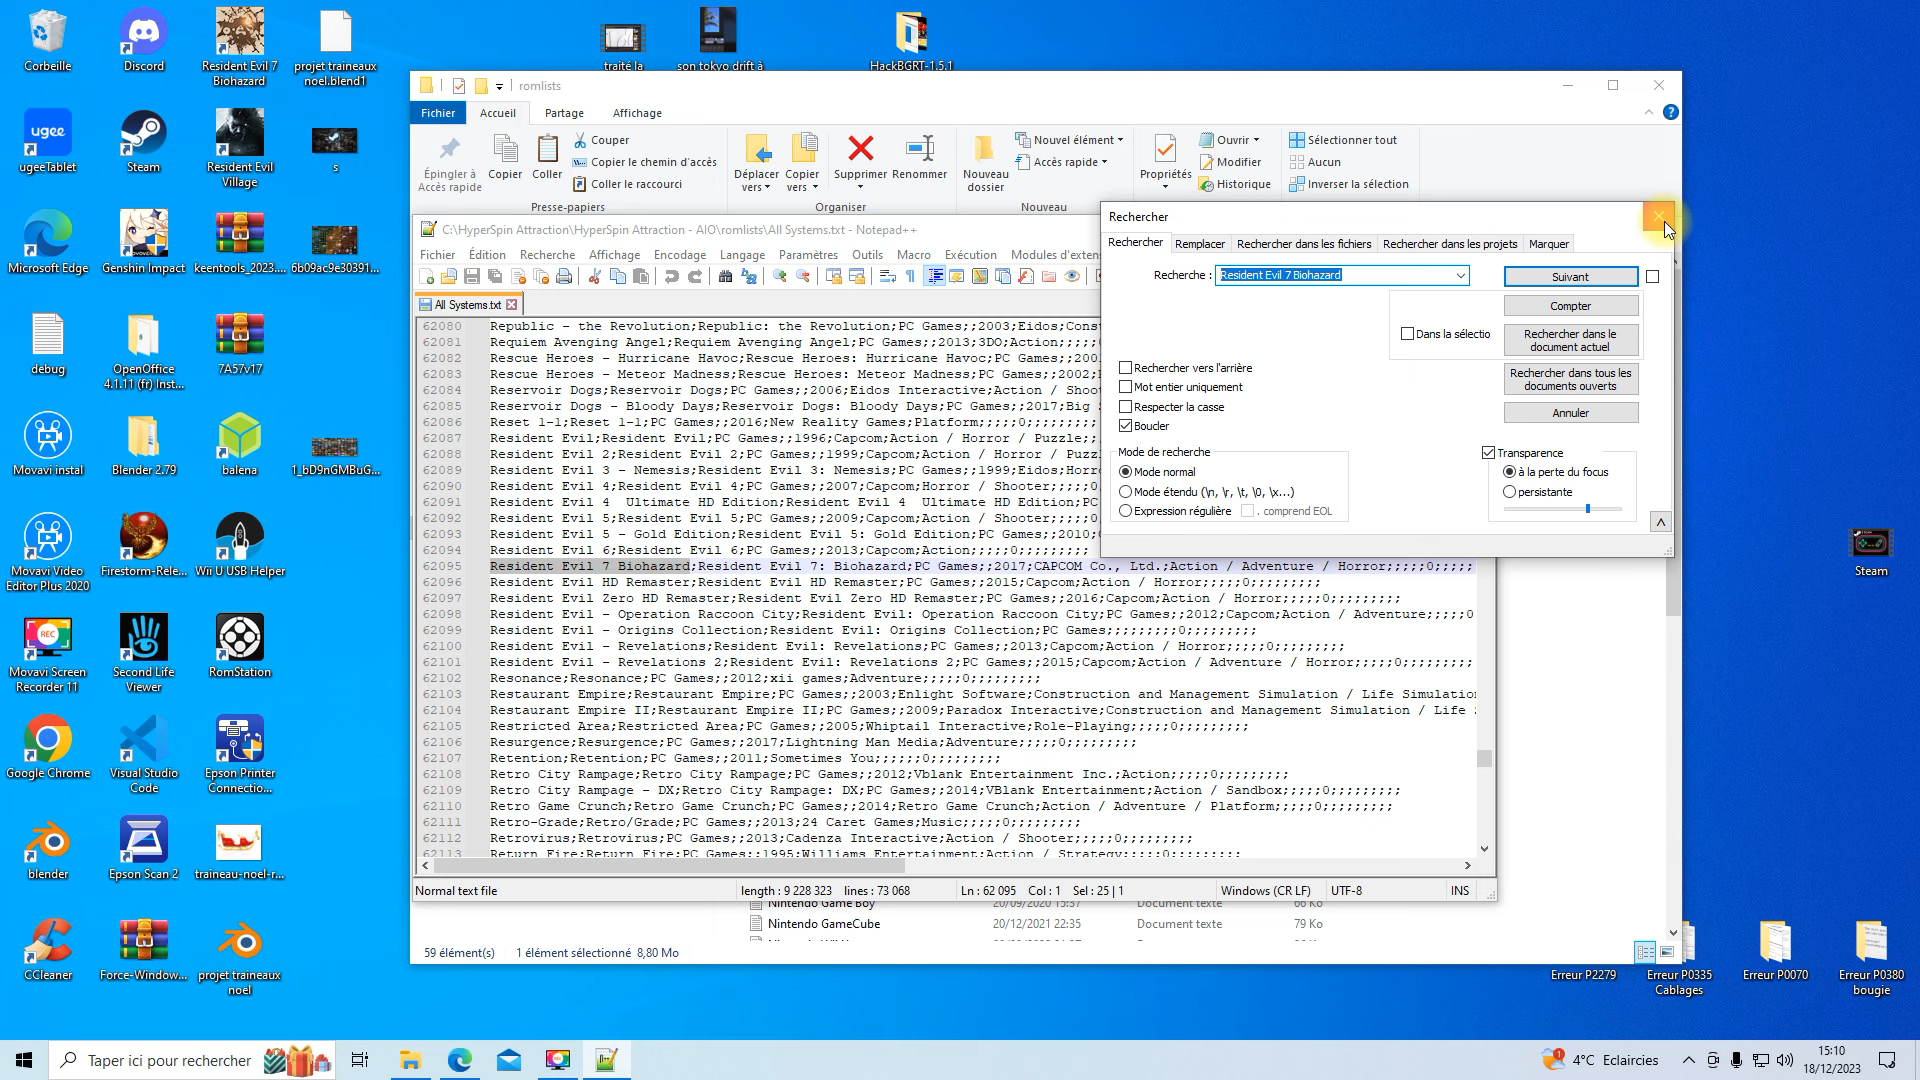 Corbeille
Discord
Resident Evil 7
Biohazard
projet traineaux
noel.blend1
traité la
son tokyo drift à
HackBGRT-1.5.1
ugeeTablet
Steam
Resident Evil
Village
s
Microsoft Edge
Genshin Impact
keentools_2023....
6b09ac9e30391...
debug
OpenOffice
4.1.11 (fr) Inst...
7A57v17
Movavi instal
Blender 2.79
balena
1_bD9nGMBuG...
Movavi Video
Editor Plus 2020
Firestorm-Rele...
Wii U USB Helper
Movavi Screen
Recorder 11
Second Life
Viewer
RomStation
Google Chrome
Visual Studio
Code
Epson Printer
Connectio...
blender
Epson Scan 2
traineau-noel-r...
CCleaner
Force-Window...
projet traineaux
noel
Steam
Erreur P2279
Erreur P0335
Cablages
Erreur P0070
Erreur P0380
bougie
romlists
Fichier Accueil Partage Affichage
Épingler à
Accès rapide
Copier
Coller
Couper
Copier le chemin d'accès
Coller le raccourci
Presse-papiers
Déplacer
vers
Copier
vers
Supprimer
Renommer
Organiser
Nouveau
dossier
Nouvel élément
Accès rapide
Nouveau
Propriétés
Ouvrir
Modifier
Historique
Sélectionner tout
Aucun
Inverser la sélection
C:\HyperSpin Attraction\HyperSpin Attraction - AIO\romlists\All Systems.txt - Notepad++
Fichier Édition Recherche Affichage Encodage Langage Paramètres Outils Macro Exécution Modules d'exten
All Systems.txt
62080 Republic - the Revolution;Republic: the Revolution;PC Games;;2003;Eidos;Cons
62081 Requiem Avenging Angel;Requiem Avenging Angel;PC Games;;2013;3DO;Action;;;;;
62082 Rescue Heroes - Hurricane Havoc;Rescue Heroes: Hurricane Havoc;PC Games;;200
62083 Rescue Heroes - Meteor Madness;Rescue Heroes: Meteor Madness;PC Games;;2002;
62084 Reservoir Dogs;Reservoir Dogs;PC Games;;2006;Eidos Interactive;Action / Shoo
62085 Reservoir Dogs - Bloody Days;Reservoir Dogs: Bloody Days;PC Games;;2017;Big
62086 Reset 1-1;Reset 1-1;PC Games;;2016;New Reality Games;Platform;;;;;0;;;;;;;;;
62087 Resident Evil;Resident Evil;PC Games;;1996;Capcom;Action / Horror / Puzzle;;
62088 Resident Evil 2;Resident Evil 2;PC Games;;1999;Capcom;Action / Horror / Puzz
62089 Resident Evil 3 - Nemesis;Resident Evil 3: Nemesis;PC Games;;1999;Eidos;Horr
62090 Resident Evil 4;Resident Evil 4;PC Games;;2007;Capcom;Horror / Shooter;;;;;0
62091 Resident Evil 4  Ultimate HD Edition;Resident Evil 4  Ultimate HD Edition;PC
62092 Resident Evil 5;Resident Evil 5;PC Games;;2009;Capcom;Action / Shooter;;;;;0
62093 Resident Evil 5 - Gold Edition;Resident Evil 5: Gold Edition;PC Games;;2010;
62094 Resident Evil 6;Resident Evil 6;PC Games;;2013;Capcom;Action;;;;;0;;;;;;;;;
62095 Resident Evil 7 Biohazard;Resident Evil 7: Biohazard;PC Games;;2017;CAPCOM Co., Ltd.;Action / Adventure / Horror;;;;;0;;;;
62096 Resident Evil HD Remaster;Resident Evil HD Remaster;PC Games;;2015;Capcom;Action / Horror;;;;;0;;;;;;;;;
62097 Resident Evil Zero HD Remaster;Resident Evil Zero HD Remaster;PC Games;;2016;Capcom;Action / Horror;;;;;0;;;;;;;;;
62098 Resident Evil - Operation Raccoon City;Resident Evil: Operation Raccoon City;PC Games;;2012;Capcom;Action / Adventure;;;;;0
62099 Resident Evil - Origins Collection;Resident Evil: Origins Collection;PC Games;;;;;;;;;0;;;;;;;;;
62100 Resident Evil - Revelations;Resident Evil: Revelations;PC Games;;2013;Capcom;Action / Horror;;;;;0;;;;;;;;;
62101 Resident Evil - Revelations 2;Resident Evil: Revelations 2;PC Games;;2015;Capcom;Action / Adventure / Horror;;;;;0;;;;;;;
62102 Resonance;Resonance;PC Games;;2012;xii games;Adventure;;;;;0;;;;;;;;;
62103 Restaurant Empire;Restaurant Empire;PC Games;;2003;Enlight Software;Construction and Management Simulation / Life Simulatio
62104 Restaurant Empire II;Restaurant Empire II;PC Games;;2009;Paradox Interactive;Construction and Management Simulation / Life
62105 Restricted Area;Restricted Area;PC Games;;2005;Whiptail Interactive;Role-Playing;;;;;0;;;;;;;;;
62106 Resurgence;Resurgence;PC Games;;2017;Lightning Man Media;Adventure;;;;;0;;;;;;;;;
62107 Retention;Retention;PC Games;;2011;Sometimes You;;;;;;0;;;;;;;;;
62108 Retro City Rampage;Retro City Rampage;PC Games;;2012;Vblank Entertainment Inc.;Action;;;;;0;;;;;;;;;
62109 Retro City Rampage - DX;Retro City Rampage: DX;PC Games;;2014;VBlank Entertainment;Action / Sandbox;;;;;0;;;;;;;;;
62110 Retro Game Crunch;Retro Game Crunch;PC Games;;2014;Retro Game Crunch;Action / Adventure / Platform;;;;;0;;;;;;;;;
62111 Retro-Grade;Retro/Grade;PC Games;;2013;24 Caret Games;Music;;;;;0;;;;;;;;;
62112 Retrovirus;Retrovirus;PC Games;;2013;Cadenza Interactive;Action / Shooter;;;;;0;;;;;;;;;
62113 Return Fire;Return Fire;PC Games;;1995;Williams Entertainment;Action / Strategy;;;;;0;;;;;;;;;
Normal text file length : 9 228 323 lines : 73 068 Ln : 62 095 Col : 1 Sel : 25 | 1 Windows (CR LF) UTF-8 INS
Nintendo Game Boy 20/09/2020 15:37 Document texte 66 Ko
Nintendo GameCube 20/12/2021 22:35 Document texte 79 Ko
59 élément(s) 1 élément sélectionné 8,80 Mo
Rechercher
Rechercher Remplacer Rechercher dans les fichiers Rechercher dans les projets Marquer
Recherche : Resident Evil 7 Biohazard
Suivant
Compter
Dans la sélectio
Rechercher dans le
document actuel
Rechercher dans tous les
documents ouverts
Annuler
Rechercher vers l'arrière
Mot entier uniquement
Respecter la casse
Boucler
Mode de recherche
Mode normal
Mode étendu (\n, \r, \t, \0, \x...)
Expression régulière . comprend EOL
Transparence
à la perte du focus
persistante
Taper ici pour rechercher
1
4°C Eclaircies
15:10
18/12/2023